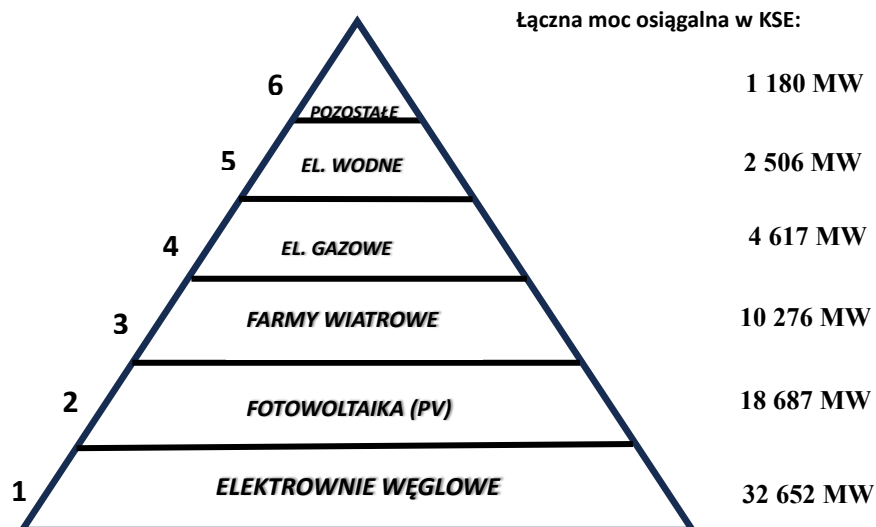 Łączna moc osiągalna w KSE:
6
POZOSTAŁE
1 180 MW
5
EL. WODNE
2 506 MW
4
EL. GAZOWE
4 617 MW
3
FARMY WIATROWE
10 276 MW
2
FOTOWOLTAIKA (PV)
18 687 MW
1
ELEKTROWNIE WĘGLOWE
32 652 MW